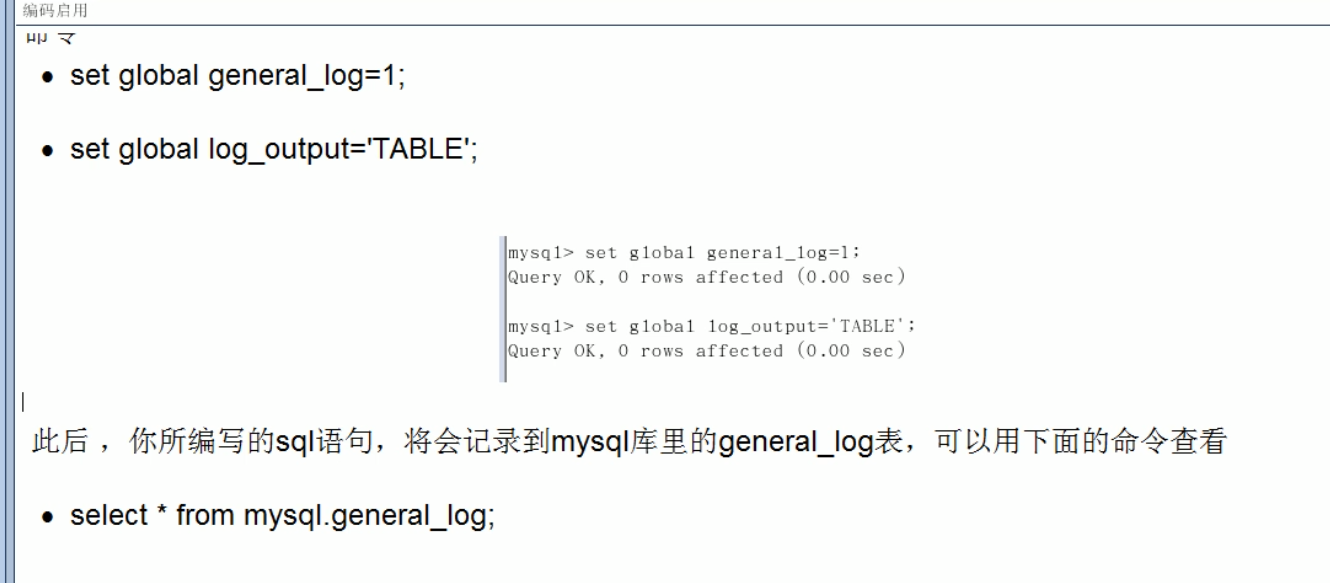 编码启用
命令
● set global general_log=1;
● set global log_output='TABLE';
mysql> set global general_log=1;
Query OK, 0 rows affected (0.00 sec)
mysql> set global log_output='TABLE';
Query OK, 0 rows affected (0.00 sec)
此后 ，你所编写的sql语句，将会记录到mysql库里的general_log表，可以用下面的命令查看
● select * from mysql.general_log;